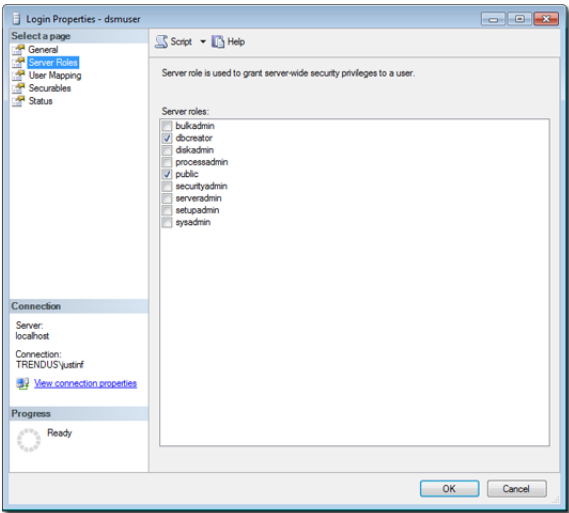 Login Properties - dsmuser
Select a page
General
Server Roles
User Mapping
Securables
Status
Script Help
Server role is used to grant server-wide security privileges to a user.
Server roles:
bulkadmin
dbcreator
diskadmin
processadmin
public
securityadmin
serveradmin
setupadmin
sysadmin
Connection
Server:
localhost
Connection:
TRENDUS\justinf
View connection properties
Progress
Ready
OK Cancel